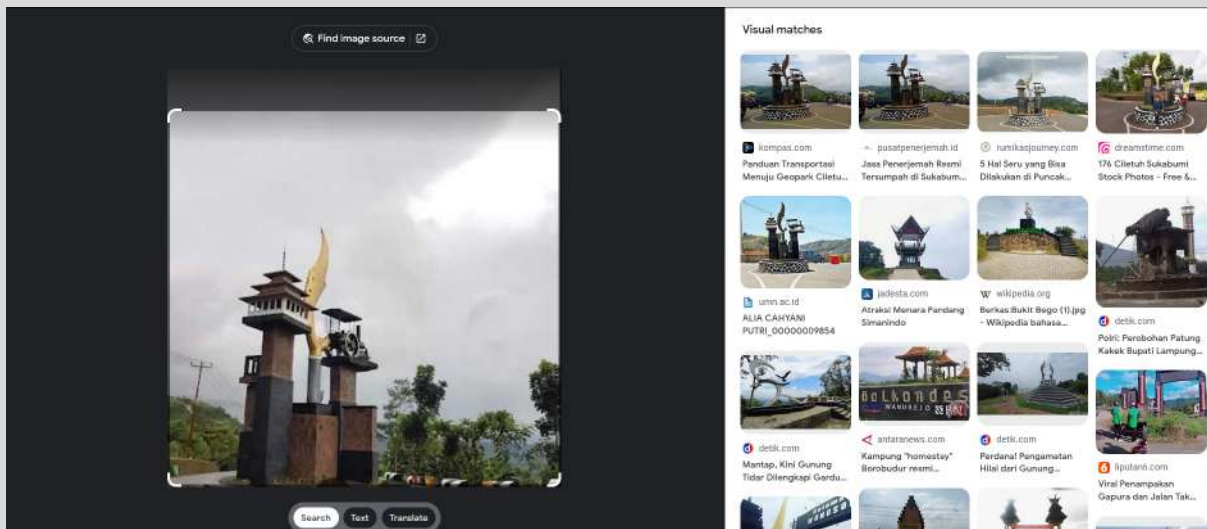 Find image source
Search
Text
Translate
Visual matches
kompas.com
Panduan Transportasi
Menuju Geopark Ciletu...
pusatpenerjemah.id
Jasa Penerjemah Resmi
Tersumpah di Sukabum...
rumikasjourney.com
5 Hal Seru yang Bisa
Dilakukan di Puncak...
dreamstime.com
176 Ciletuh Sukabumi
Stock Photos - Free &...
umn.ac.id
ALIA CAHYANI
PUTRI_00000009854
jadesta.com
Atraksi Menara Pandang
Simanindo
wikipedia.org
Berkas:Bukit Bego (1).jpg
- Wikipedia bahasa...
detik.com
Polri: Perobohan Patung
Kakek Bupati Lampung...
detik.com
Mantap, Kini Gunung
Tidar Dilengkapi Gardu...
balkondes
WANUREJO
antaranews.com
Kampung "homestay"
Borobudur resmi...
detik.com
Perdana! Pengamatan
Hilal dari Gunung...
liputan6.com
Viral Penampakan
Gapura dan Jalan Tak...